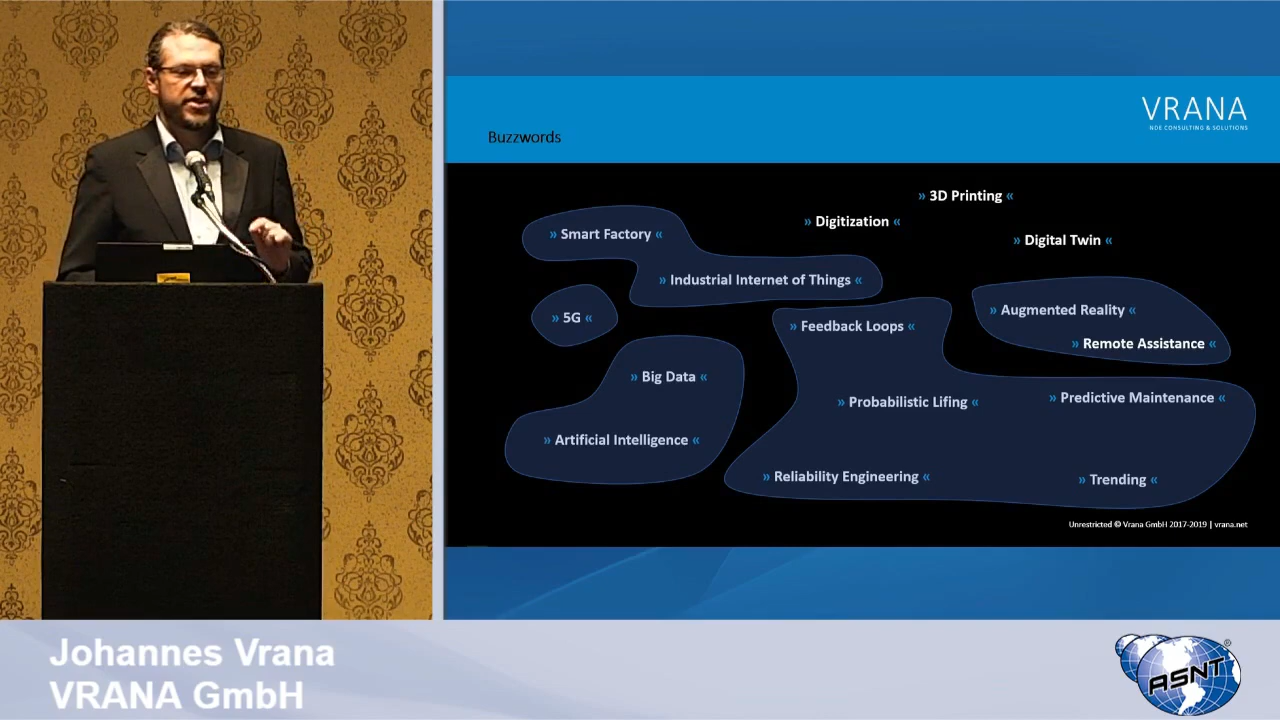 VRANA
NDE CONSULTING & SOLUTIONS
Buzzwords
» 3D Printing «
» Digitization «
» Smart Factory «
» Digital Twin «
» Industrial Internet of Things «
» Augmented Reality «
» 5G «
» Feedback Loops «
» Remote Assistance «
» Big Data «
» Predictive Maintenance «
» Probabilistic Lifing «
» Artificial Intelligence «
» Reliability Engineering «
» Trending «
Unrestricted © Vrana GmbH 2017-2019 | vrana.net
Johannes Vrana
VRANA GmbH
ASNT
®